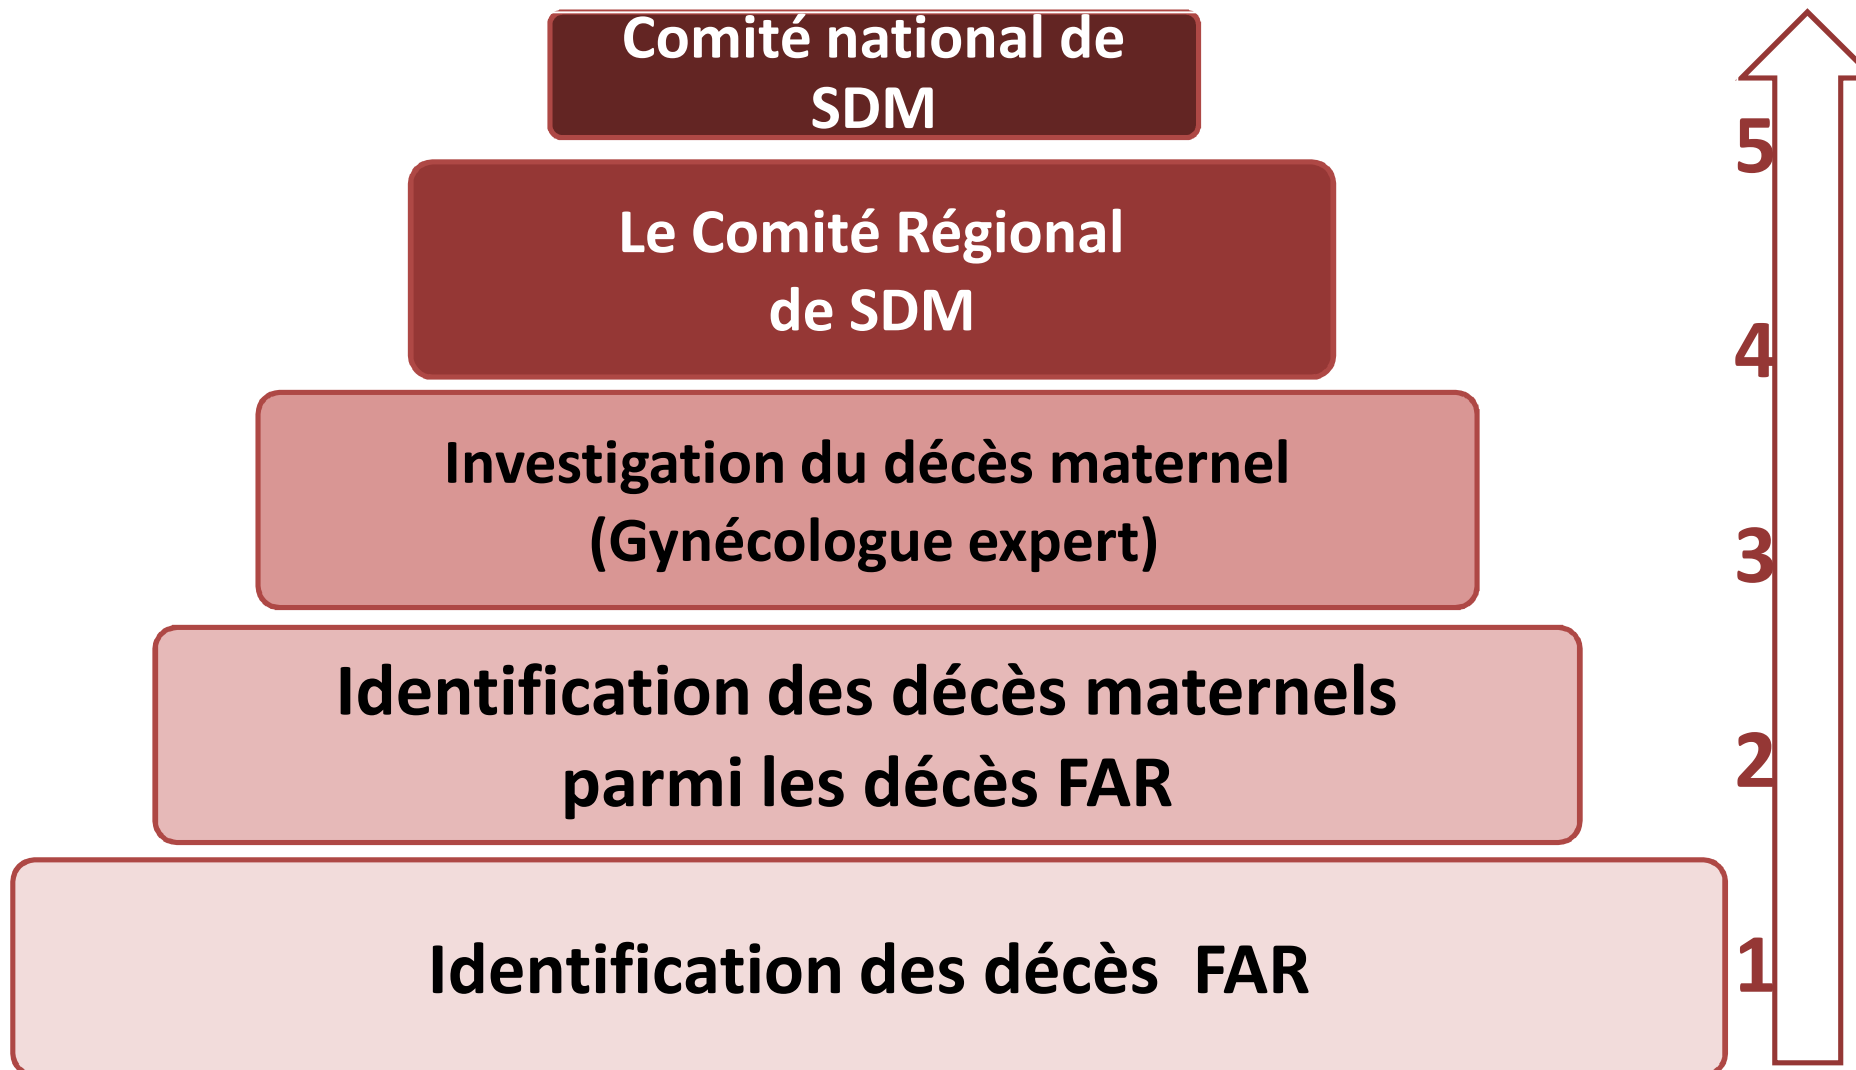 Comité national de
SDM
5
Le Comité Régional
de SDM
4
Investigation du décès maternel
(Gynécologue expert)
3
Identification des décès maternels
parmi les décès FAR
2
Identification des décès  FAR
1